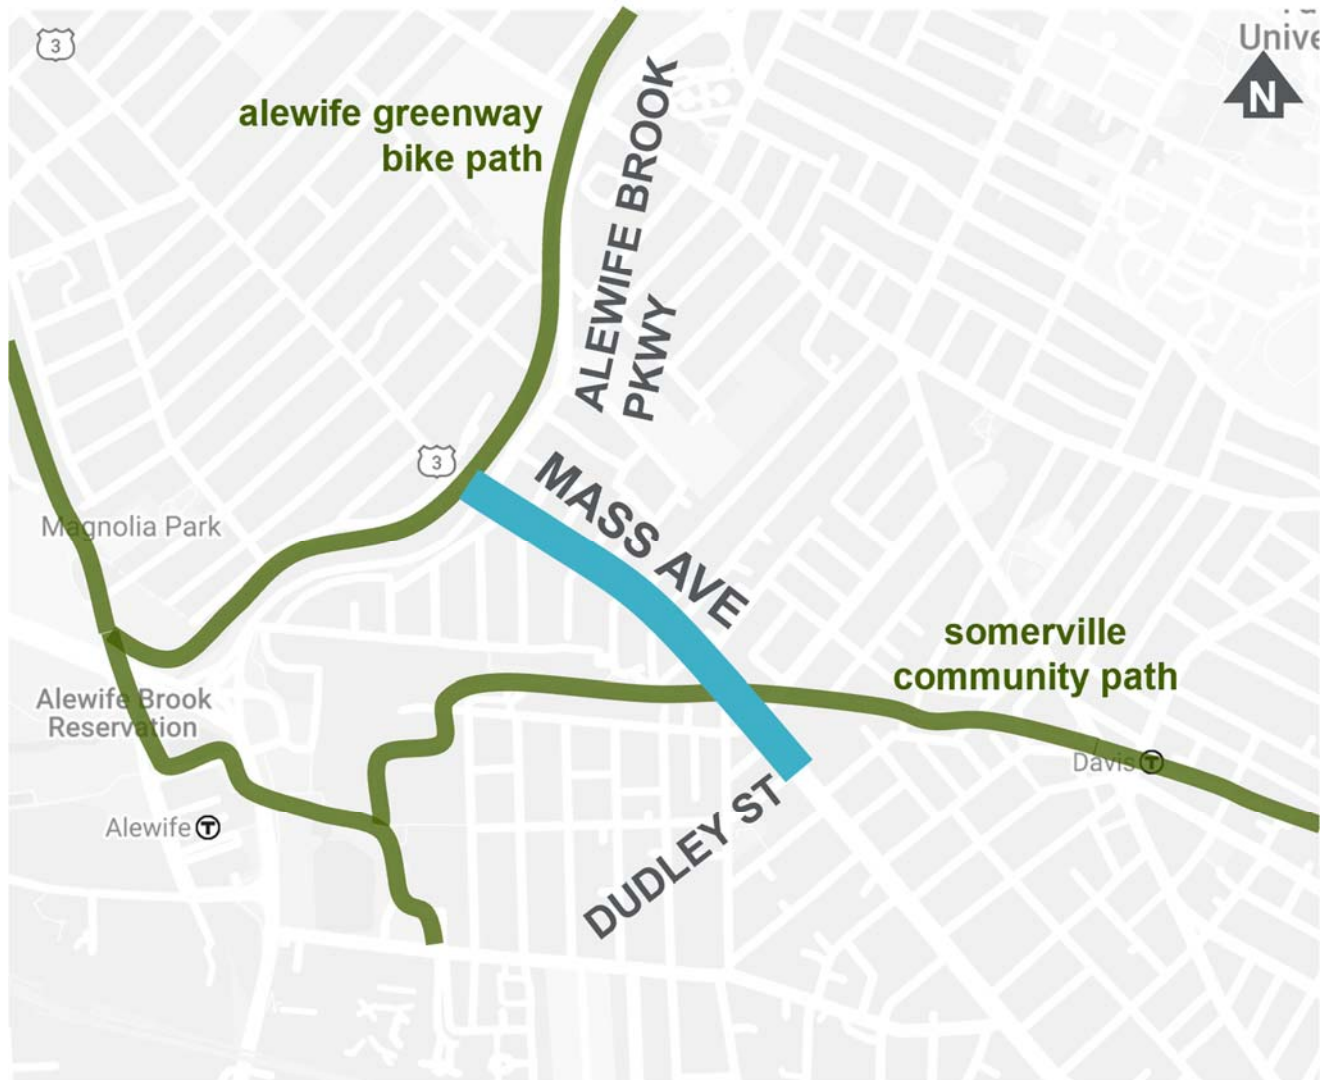 3
Unive
N
alewife greenway
bike path
ALEWIFE BROOK
PKWY
3
MASS AVE
Magnolia Park
somerville
community path
Alewife Brook
Reservation
Davis T
DUDLEY ST
Alewife T